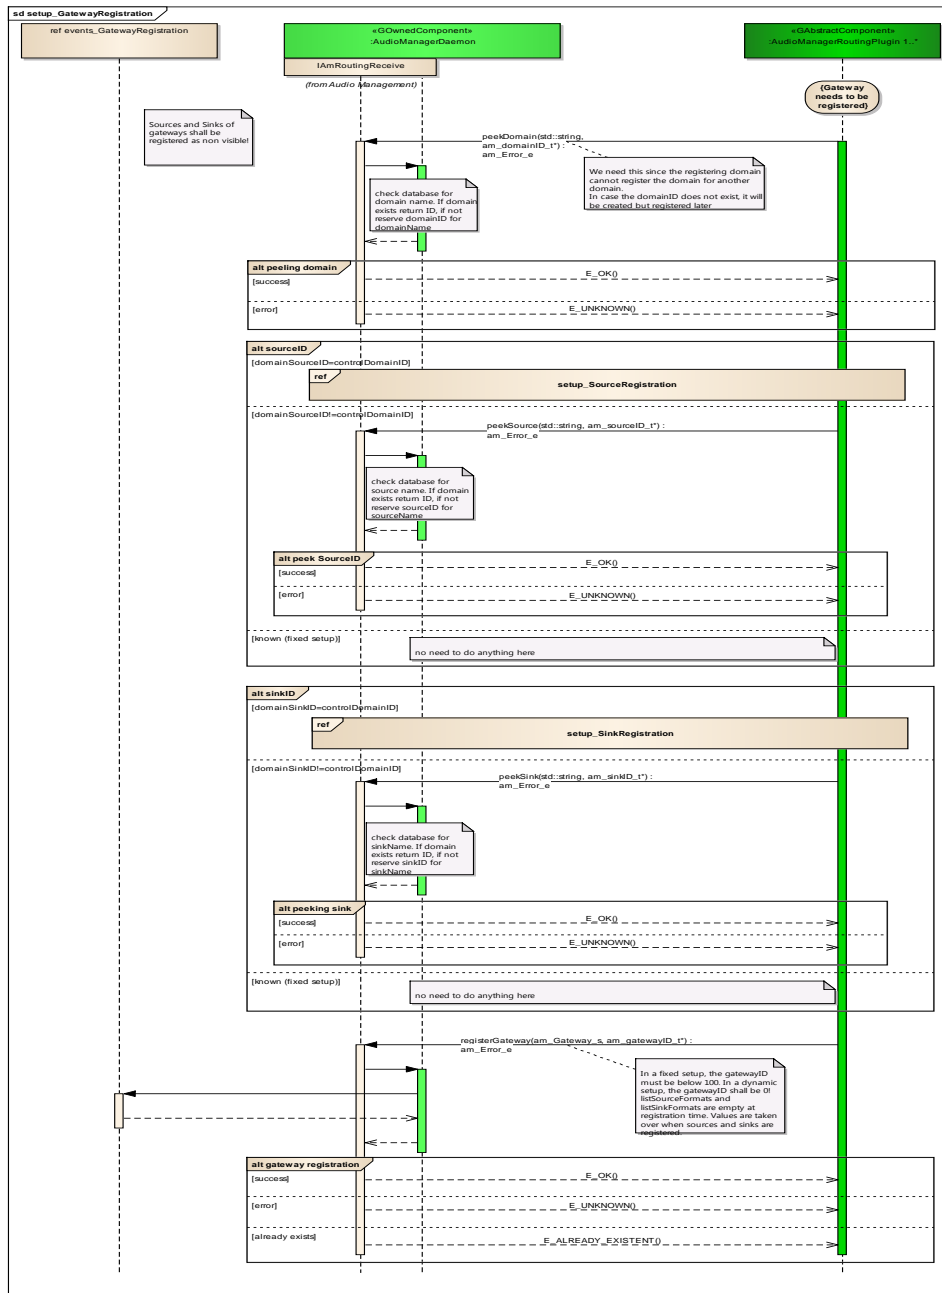 sd setup_GatewayRegistration
ref events_GatewayRegistration
«GOwnedComponent»
:AudioManagerDaemon
«GAbstractComponent»
:AudioManagerRoutingPlugin 1..*
IAmRoutingReceive
(from Audio Management)
{Gateway
needs to be
registered}
Sources and Sinks of
gateways shall be
registered as non visible!
peekDomain(std::string,
am_domainID_t*) :
am_Error_e
We need this since the registering domain
cannot register the domain for another
domain.
In case the domainID does not exist, it will
be created but registered later
check database for
domain name. If domain
exists return ID, if not
reserve domainID for
domainName
alt peeling domain
E_OK()
[success]
[error]
E_UNKNOWN()
alt sourceID
[domainSourceID=controlDomainID]
ref
setup_SourceRegistration
[domainSourceID!=controlDomainID]
peekSource(std::string, am_sourceID_t*) :
am_Error_e
check database for
source name. If domain
exists return ID, if not
reserve sourceID for
sourceName
alt peek SourceID
E_OK()
[success]
[error]
E_UNKNOWN()
[known (fixed setup)]
no need to do anything here
alt sinkID
[domainSinkID=controlDomainID]
ref
setup_SinkRegistration
[domainSinkID!=controlDomainID]
peekSink(std::string, am_sinkID_t*) :
am_Error_e
check database for
sinkName. If domain
exists return ID, if not
reserve sinkID for
sinkName
alt peeking sink
E_OK()
[success]
[error]
E_UNKNOWN()
[known (fixed setup)]
no need to do anything here
registerGateway(am_Gateway_s, am_gatewayID_t*) :
am_Error_e
In a fixed setup, the gatewayID
must be below 100. In a dynamic
setup, the gatewayID shall be 0!
listSourceFormats and
listSinkFormats are empty at
registration time. Values are taken
over when sources and sinks are
registered.
alt gateway registration
E_OK()
[success]
[error]
E_UNKNOWN()
[already exists]
E_ALREADY_EXISTENT()